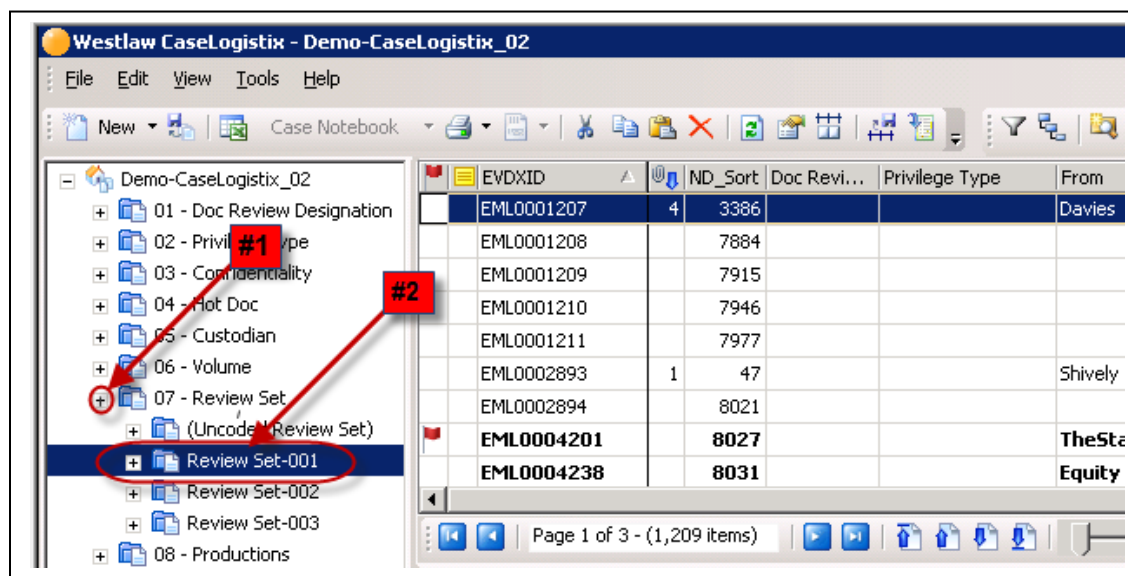 Westlaw CaseLogistix - Demo-CaseLogistix_02
File Edit View Tools Help
New Case Notebook
Demo-CaseLogistix_02
01 - Doc Review Designation
02 - Privil ype
#1
03 - Confidentiality
#2
04 - Hot Doc
05 - Custodian
06 - Volume
07 - Review Set
(Uncoded Review Set)
Review Set-001
Review Set-002
Review Set-003
08 - Productions
EVDXID ND_Sort Doc Revi... Privilege Type From
EML0001207 4 3386 Davies
EML0001208 7884
EML0001209 7915
EML0001210 7946
EML0001211 7977
EML0002893 1 47 Shively
EML0002894 8021
EML0004201 8027 TheSta
EML0004238 8031 Equity
Page 1 of 3 - (1,209 items)